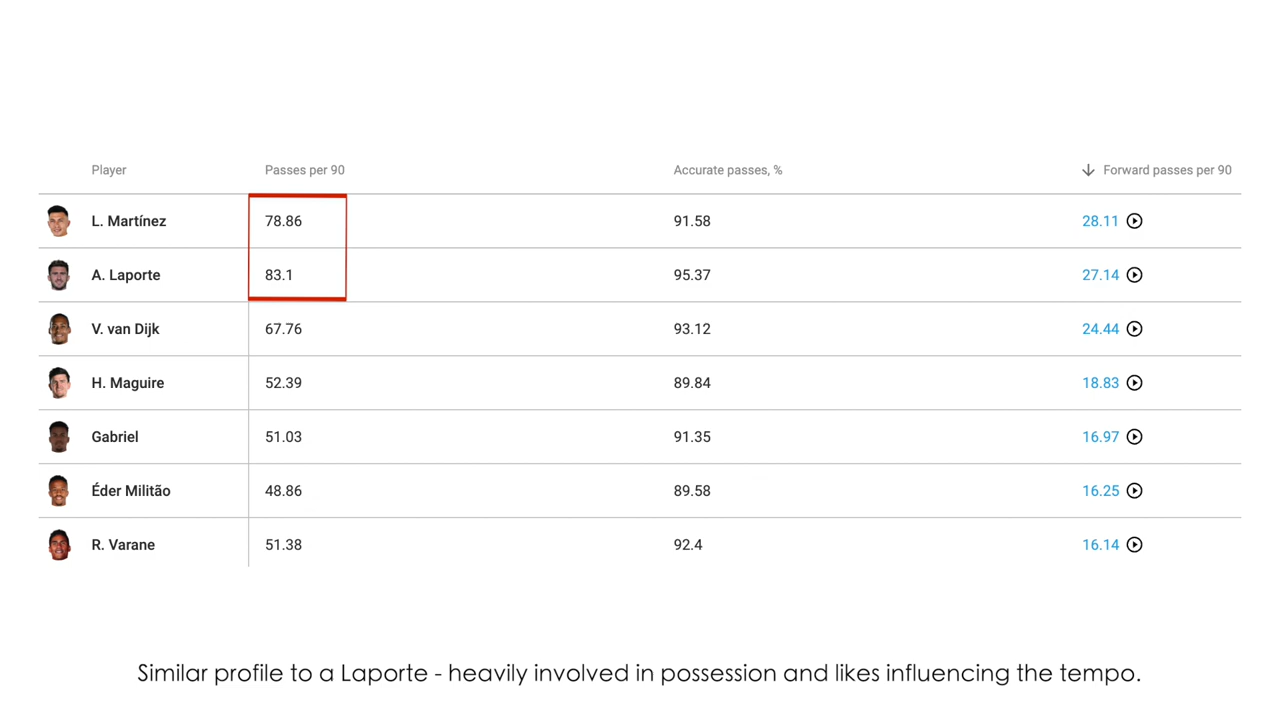 Player Passes per 90 Accurate passes, % Forward passes per 90
L. Martínez 78.86 91.58 28.11
A. Laporte 83.1 95.37 27.14
V. van Dijk 67.76 93.12 24.44
H. Maguire 52.39 89.84 18.83
Gabriel 51.03 91.35 16.97
Éder Militão 48.86 89.58 16.25
R. Varane 51.38 92.4 16.14
Similar profile to a Laporte - heavily involved in possession and likes influencing the tempo.